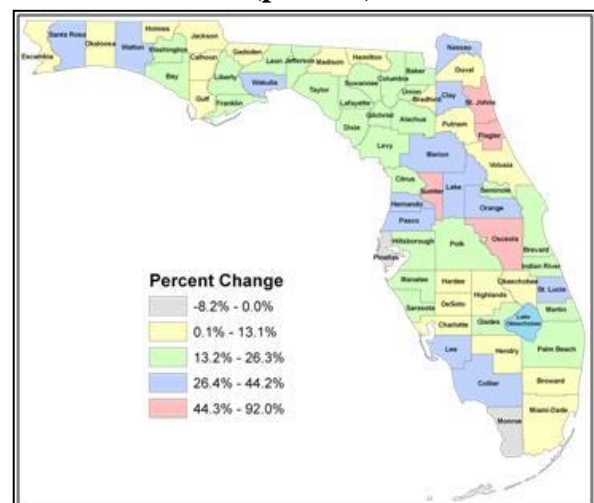 Holmes
Jackson
Santa Rosa
Okaloosa
Walton
Washington
Escambia
Bay
Calhoun
Gulf
Liberty
Franklin
Gadsden
Leon
Jefferson
Madison
Hamilton
Wakulla
Taylor
Suwannee
Columbia
Lafayette
Dixie
Gilchrist
Baker
Union
Bradford
Alachua
Levy
Nassau
Duval
Clay
St. Johns
Putnam
Flagler
Marion
Volusia
Citrus
Sumter
Lake
Seminole
Hernando
Orange
Pasco
Osceola
Hillsborough
Polk
Brevard
Pinellas
Indian River
Manatee
Hardee
Okeechobee
Highlands
St. Lucie
Sarasota
DeSoto
Martin
Charlotte
Glades
Lake Okeechobee
Lee
Hendry
Palm Beach
Collier
Broward
Monroe
Miami-Dade
Percent Change
-8.2% - 0.0%
0.1% - 13.1%
13.2% - 26.3%
26.4% - 44.2%
44.3% - 92.0%